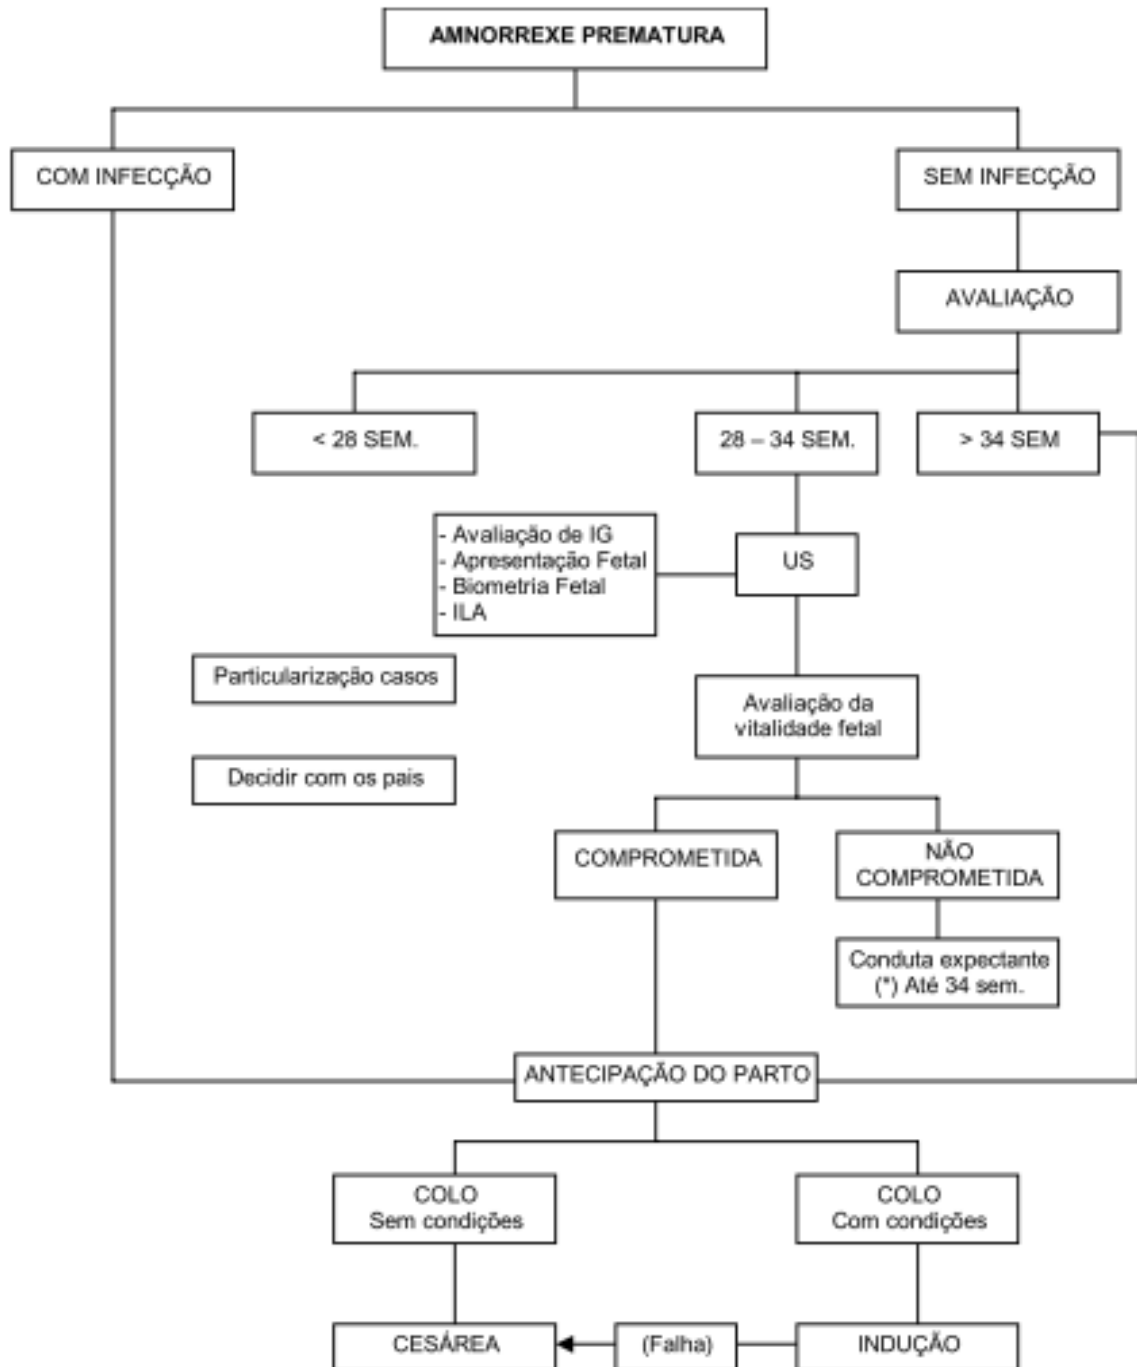 AMNORREXE PREMATURA
COM INFECÇÃO
SEM INFECÇÃO
AVALIAÇÃO
< 28 SEM.
28 – 34 SEM.
> 34 SEM
- Avaliação de IG
- Apresentação Fetal
- Biometria Fetal
- ILA
US
Particularização casos
Avaliação da
vitalidade fetal
Decidir com os pais
COMPROMETIDA
NÃO
COMPROMETIDA
Conduta expectante
(*) Até 34 sem.
ANTECIPAÇÃO DO PARTO
COLO
Sem condições
COLO
Com condições
CESÁREA
(Falha)
INDUÇÃO